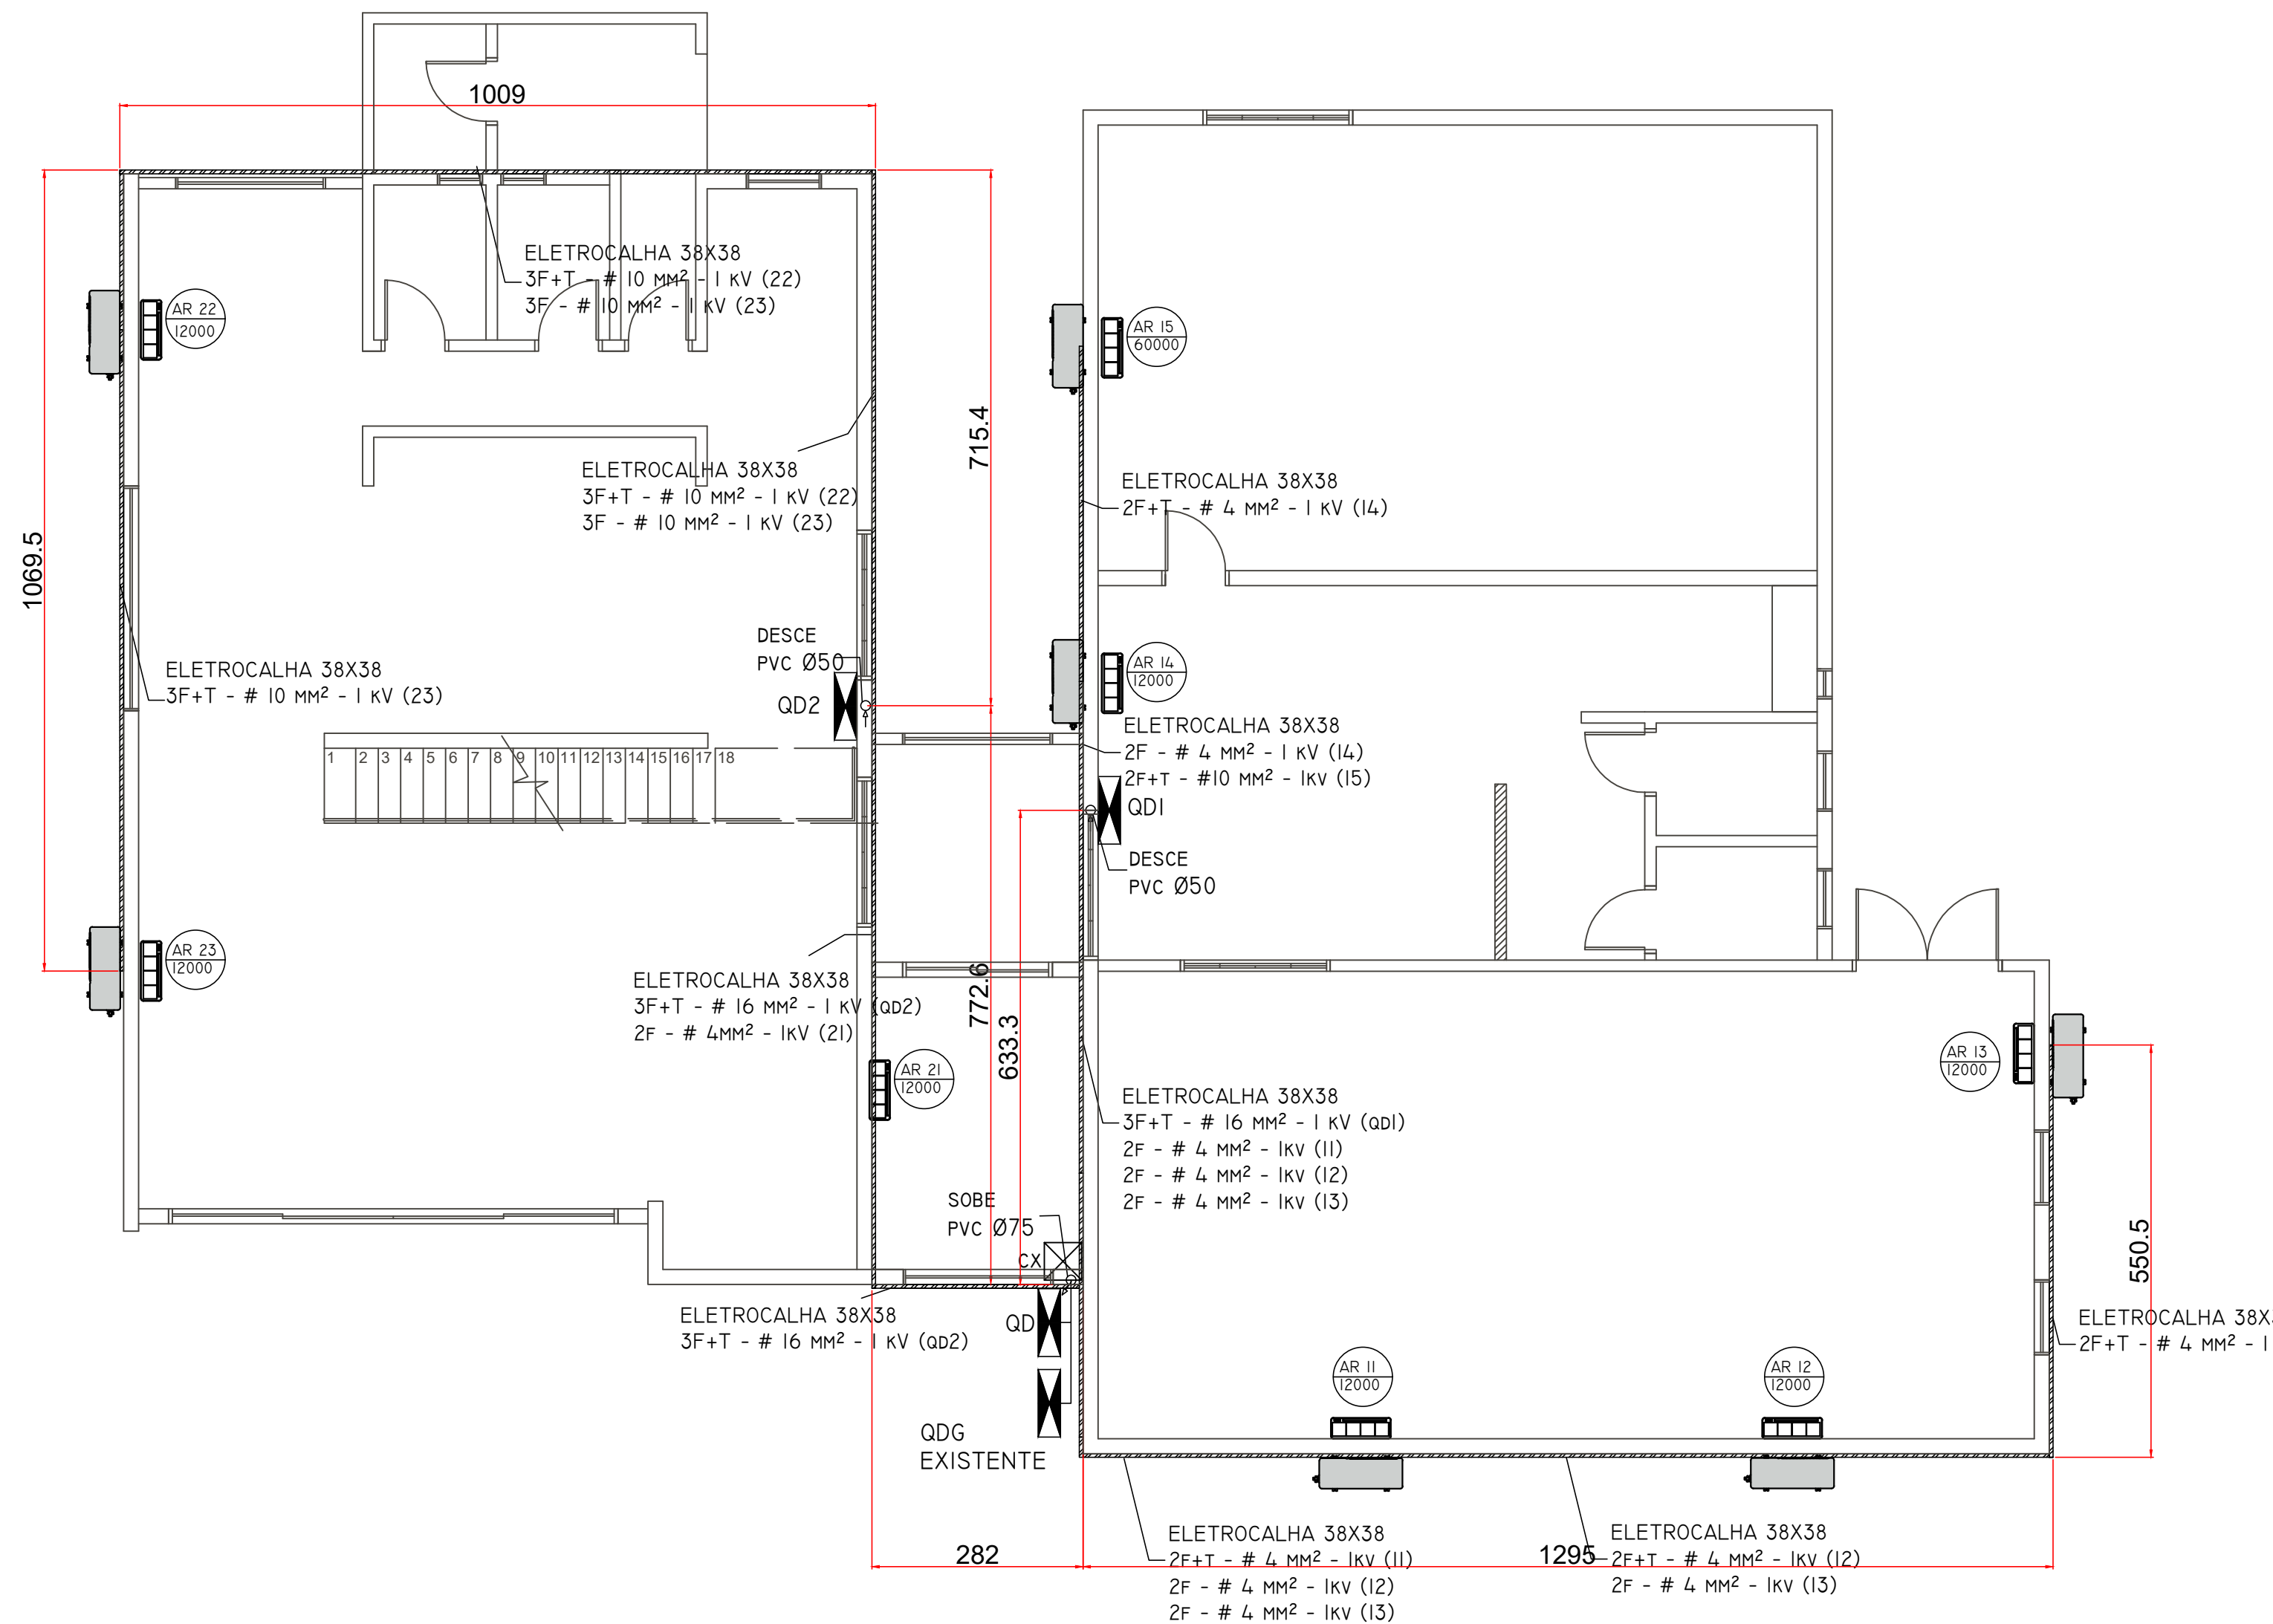 1009
ELETROCALHA 38X38
3F+T - # 10 MM² - 1 KV (22)
3F - # 10 MM² - 1 KV (23)
AR 22
12000
AR 15
60000
715.4
ELETROCALHA 38X38
3F+T - # 10 MM² - 1 KV (22)
3F - # 10 MM² - 1 KV (23)
ELETROCALHA 38X38
2F+T - # 4 MM² - 1 KV (14)
1069.5
ELETROCALHA 38X38
3F+T - # 10 MM² - 1 KV (23)
DESCE
PVC Ø50
QD2
AR 14
12000
ELETROCALHA 38X38
2F - # 4 MM² - 1 KV (14)
2F+T - #10 MM² - 1KV (15)
1 2 3 4 5 6 7 8 9 10 11 12 13 14 15 16 17 18
QD1
DESCE
PVC Ø50
AR 23
12000
ELETROCALHA 38X38
3F+T - # 16 MM² - 1 KV (QD2)
2F - # 4MM² - 1KV (21)
772.6
633.3
AR 21
12000
AR 13
12000
ELETROCALHA 38X38
3F+T - # 16 MM² - 1 KV (QD1)
2F - # 4 MM² - 1KV (11)
2F - # 4 MM² - 1KV (12)
2F - # 4 MM² - 1KV (13)
SOBE
PVC Ø75
CX
550.5
ELETROCALHA 38X38
3F+T - # 16 MM² - 1 KV (QD2)
QD
ELETROCALHA 38X
2F+T - # 4 MM² - 1
AR 11
12000
AR 12
12000
QDG
EXISTENTE
282
1295
ELETROCALHA 38X38
2F+T - # 4 MM² - 1KV (11)
2F - # 4 MM² - 1KV (12)
2F - # 4 MM² - 1KV (13)
ELETROCALHA 38X38
2F+T - # 4 MM² - 1KV (12)
2F - # 4 MM² - 1KV (13)